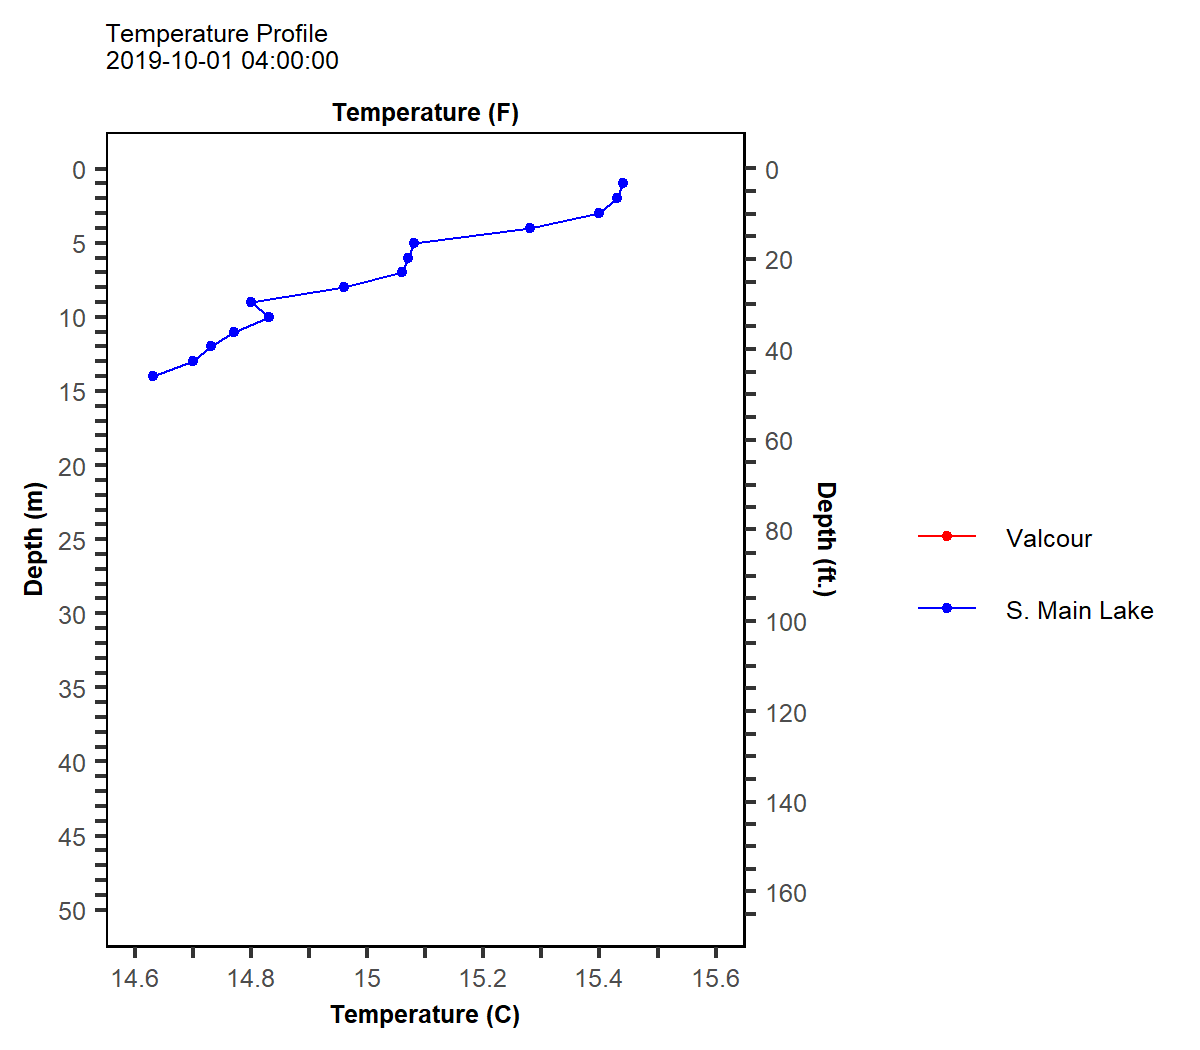 Temperature Profile
2019-10-01 04:00:00
Temperature (F)
0
5
10
15
20
25
30
35
40
45
50
Depth (m)
0
20
40
60
80
100
120
140
160
Depth (ft.)
14.6 14.8 15 15.2 15.4 15.6
Temperature (C)
Valcour
S. Main Lake